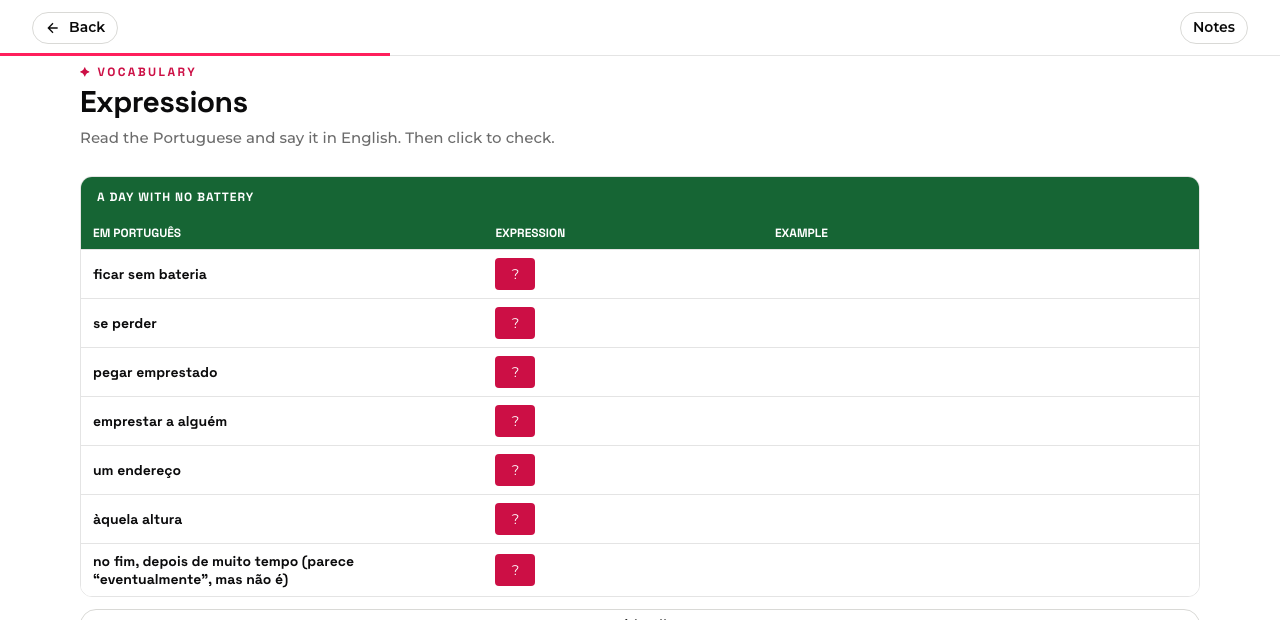 Back
Notes
VOCABULARY
Expressions
Read the Portuguese and say it in English. Then click to check.
A DAY WITH NO BATTERY
EM PORTUGUÊS EXPRESSION EXAMPLE
ficar sem bateria ?
se perder ?
pegar emprestado ?
emprestar a alguém ?
um endereço ?
àquela altura ?
no fim, depois de muito tempo (parece
“eventualmente”, mas não é) ?